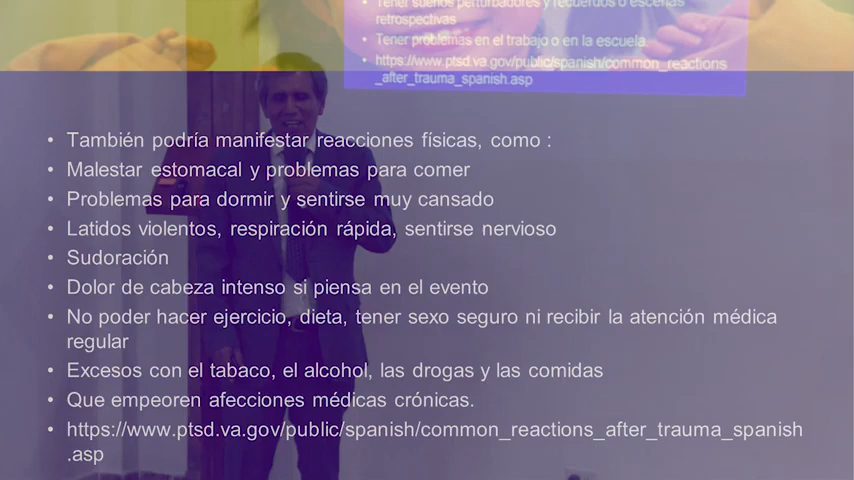 Tener sueños perturbadores y recuerdos o escenas
retrospectivas
• Tener problemas en el trabajo o en la escuela.
• https://www.ptsd.va.gov/public/spanish/common_reactions
_after_trauma_spanish.asp
• También podría manifestar reacciones físicas, como :
• Malestar estomacal y problemas para comer
• Problemas para dormir y sentirse muy cansado
• Latidos violentos, respiración rápida, sentirse nervioso
• Sudoración
• Dolor de cabeza intenso si piensa en el evento
• No poder hacer ejercicio, dieta, tener sexo seguro ni recibir la atención médica
regular
• Excesos con el tabaco, el alcohol, las drogas y las comidas
• Que empeoren afecciones médicas crónicas.
• https://www.ptsd.va.gov/public/spanish/common_reactions_after_trauma_spanish
.asp